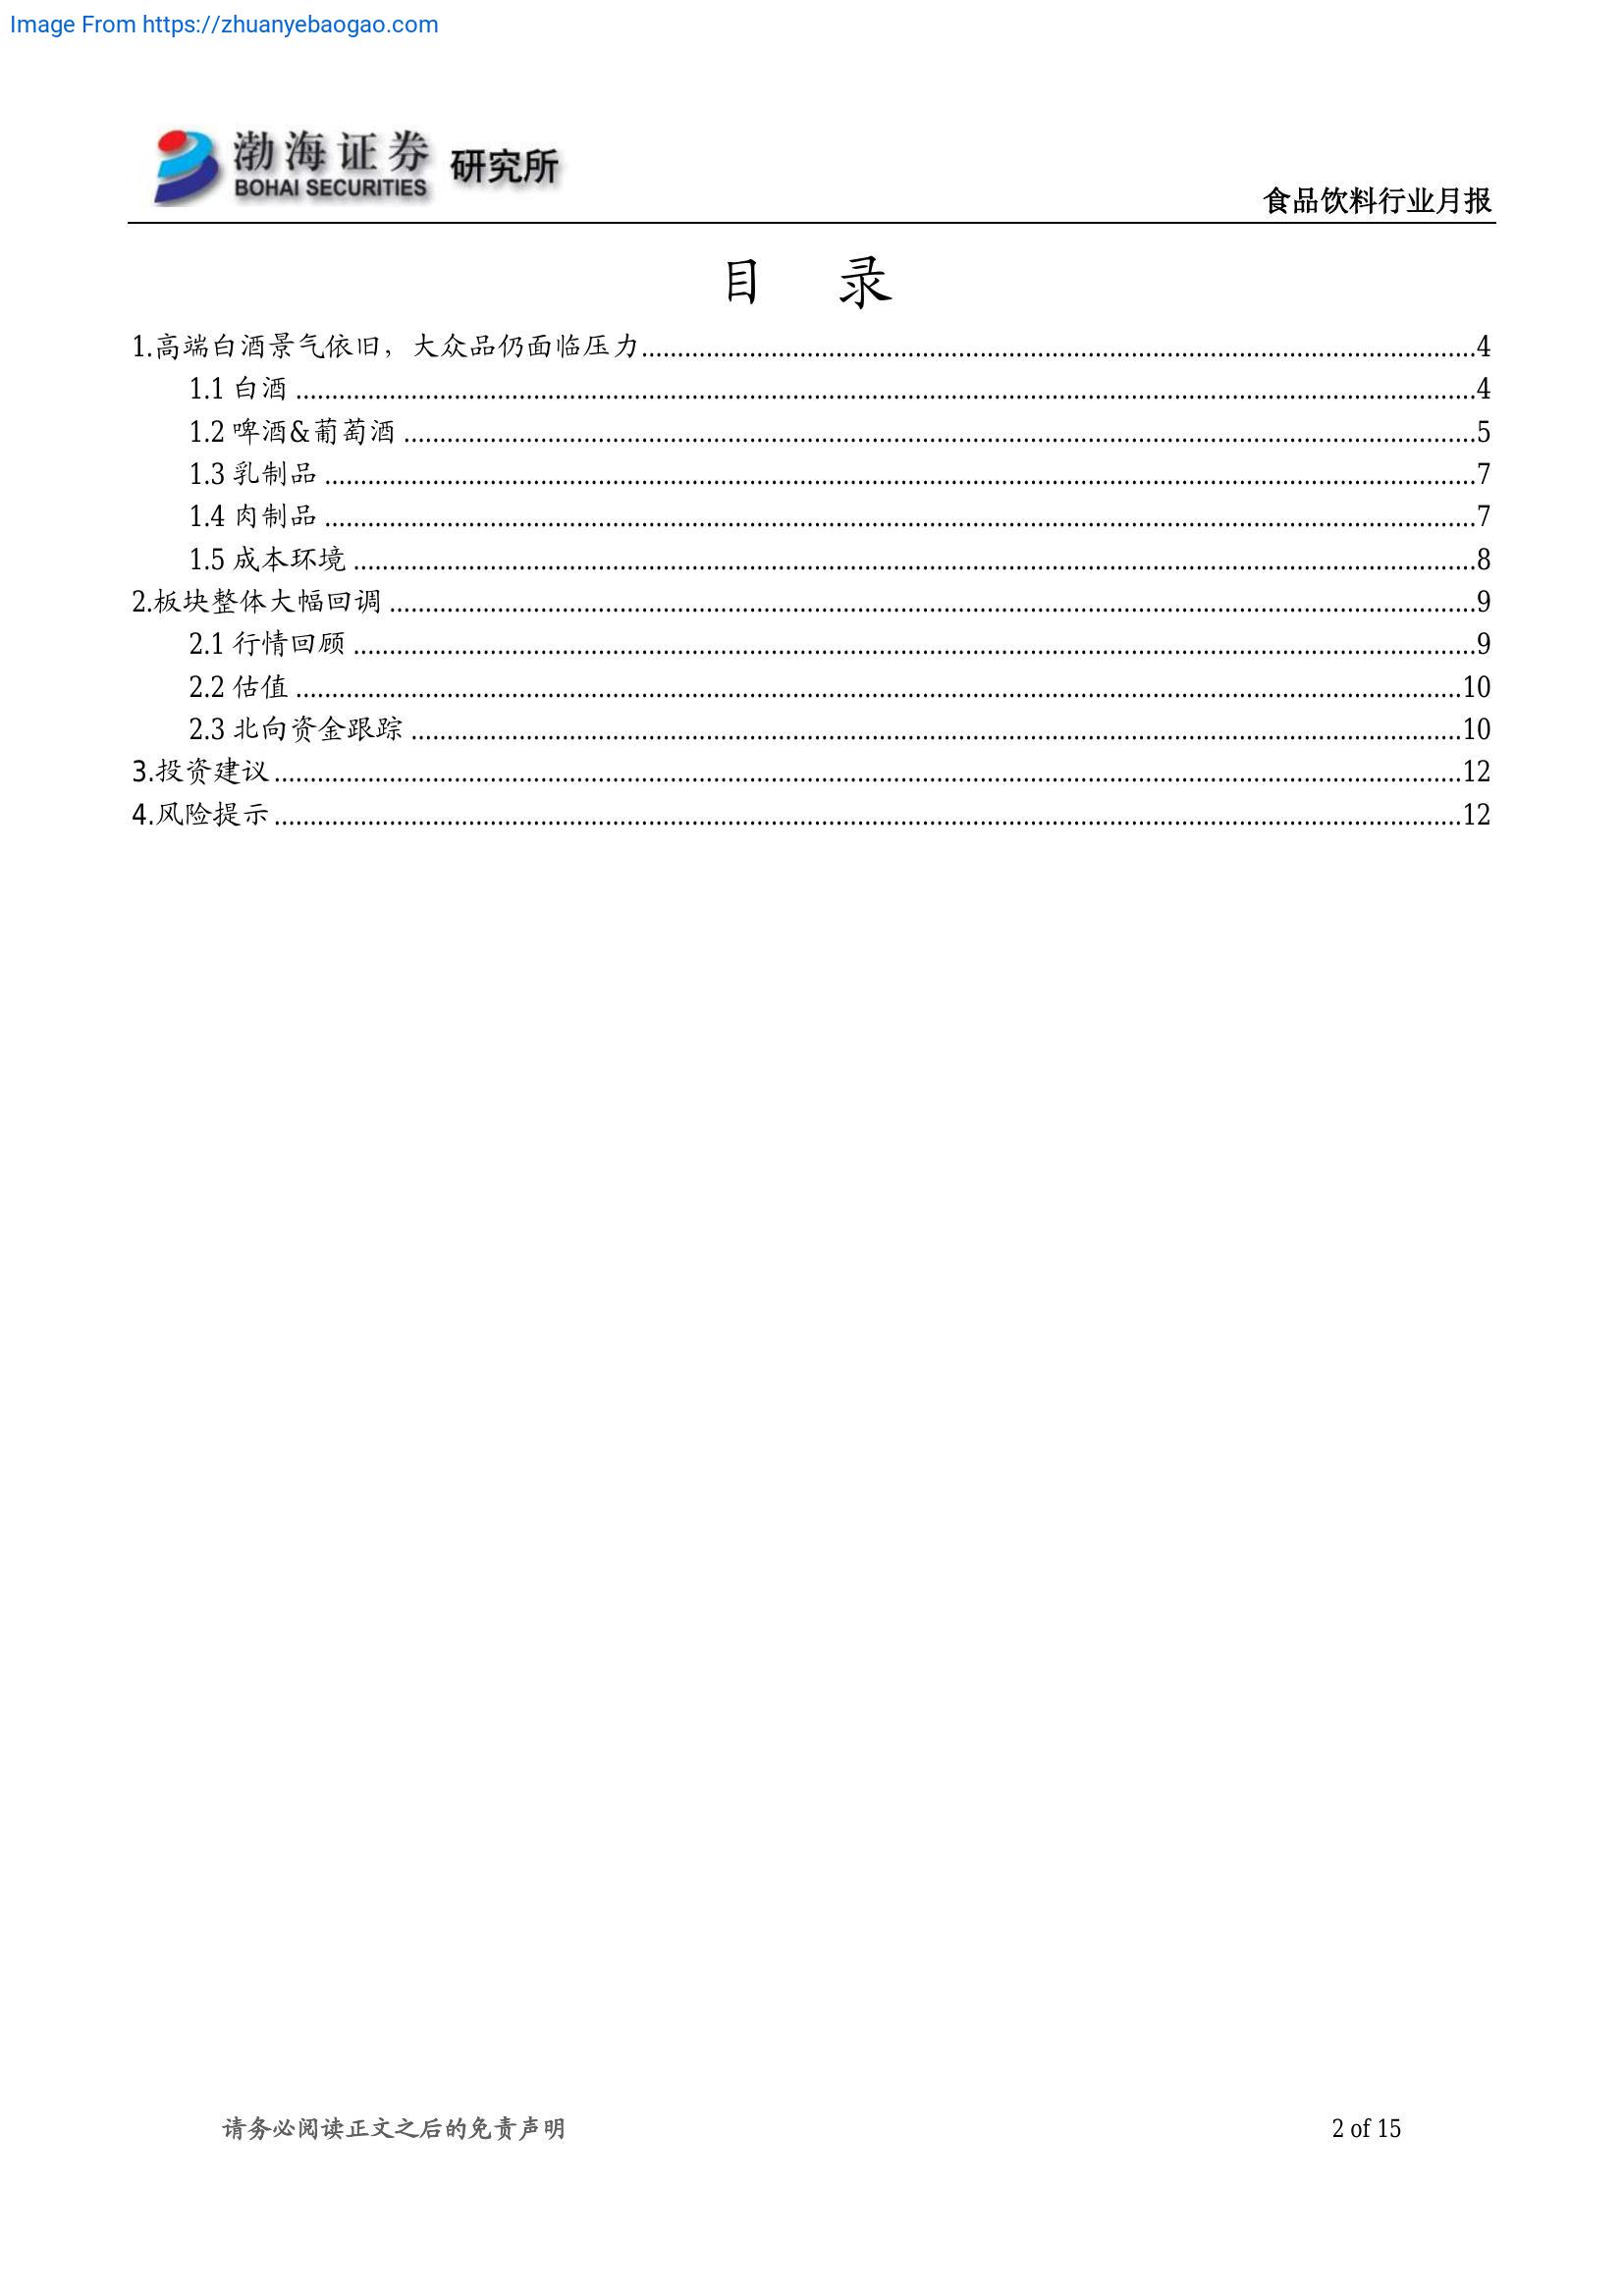 Image From https://zhuanyebaogao.com
渤海证券 研究所
BOHAI SECURITIES
食品饮料行业月报
目 录
1.高端白酒景气依旧，大众品仍面临压力........................4
1.1 白酒........................4
1.2 啤酒&葡萄酒........................5
1.3 乳制品........................7
1.4 肉制品........................7
1.5 成本环境........................8
2.板块整体大幅回调........................9
2.1 行情回顾........................9
2.2 估值........................10
2.3 北向资金跟踪........................10
3.投资建议........................12
4.风险提示........................12
请务必阅读正文之后的免责声明 2 of 15